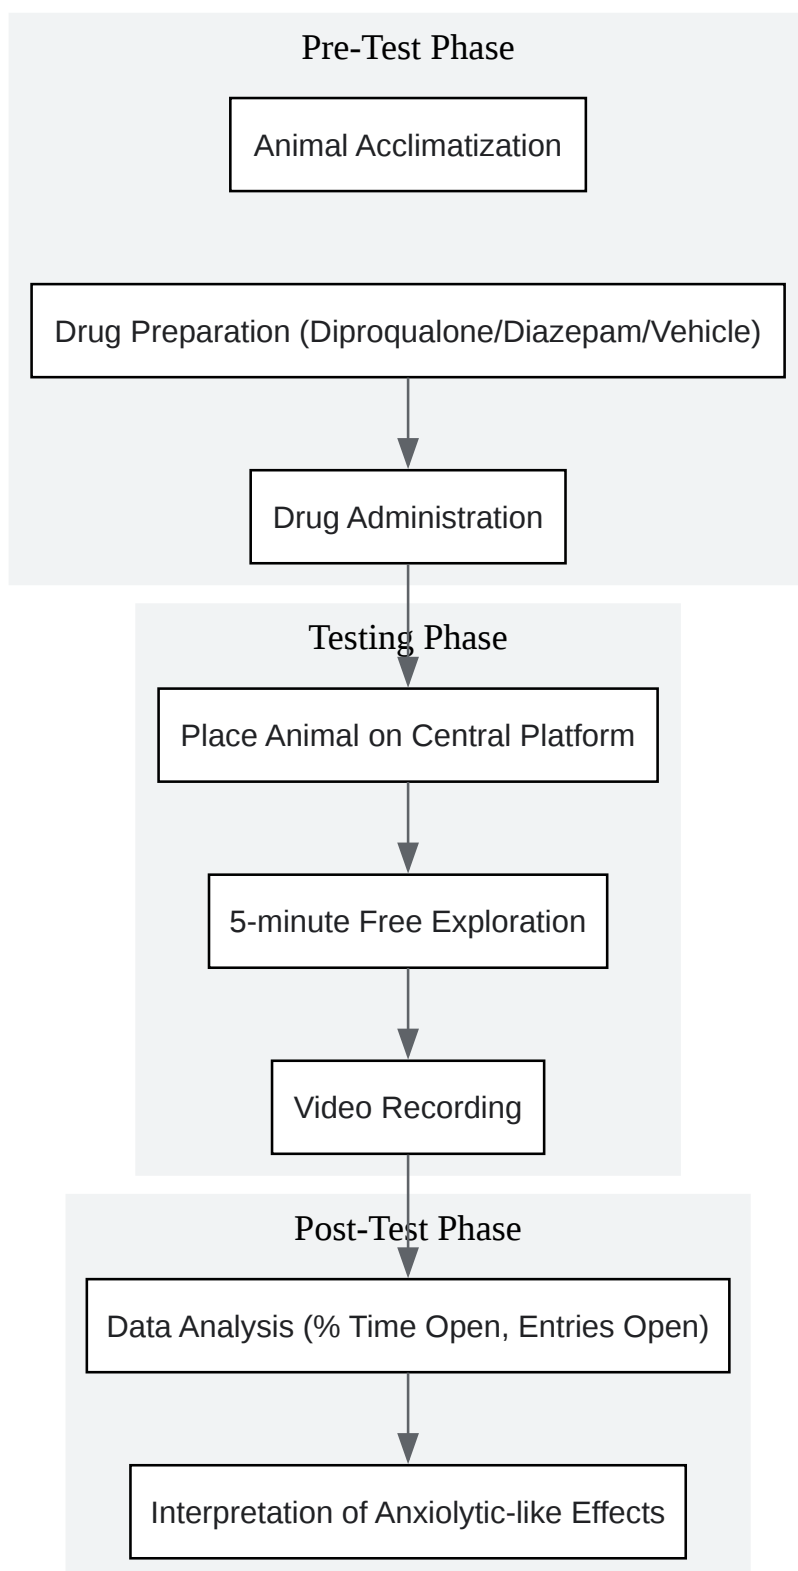 Pre-Test Phase
Animal Acclimatization
Drug Preparation (Diproqualone/Diazepam/Vehicle)
Drug Administration
Testing Phase
Place Animal on Central Platform
5-minute Free Exploration
Video Recording
Post-Test Phase
Data Analysis (% Time Open, Entries Open)
Interpretation of Anxiolytic-like Effects